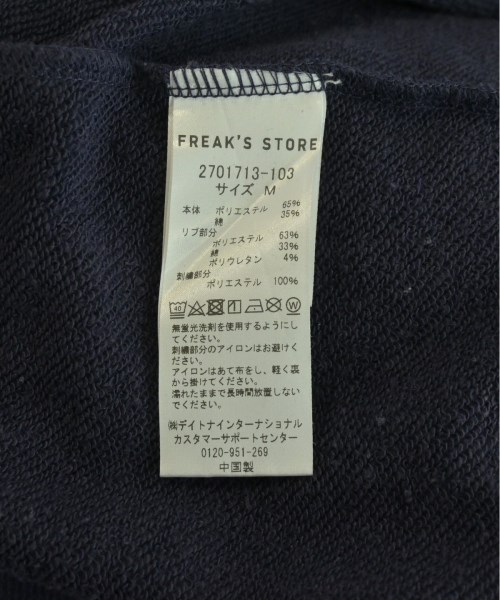 FREAK'S STORE
2701713-103
サイズ M
本体 ポリエステル 65%
綿 35%
リブ部分
ポリエステル 63%
綿 33%
ポリウレタン 4%
刺繍部分
ポリエステル 100%
40 W
無蛍光洗剤を使用するようにし
てください。
刺繍部分のアイロンはお避けく
ださい。
アイロンはあて布をし、軽く裏
から掛けてください。
濡れたままで長時間放置しない
でください。
㈱デイトナインターナショナル
カスタマーサポートセンター
0120-951-269
中国製